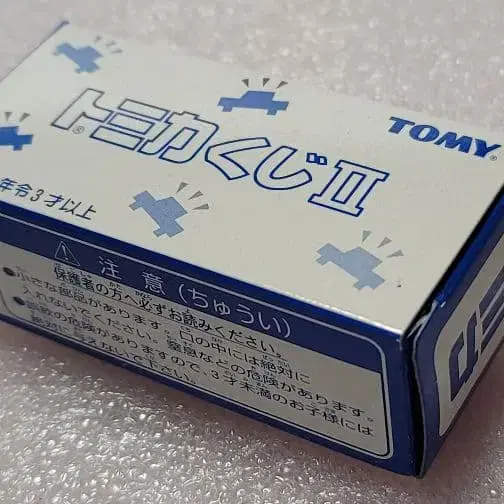 TOMY®
トミカくじⅡ
®
年令3才以上
⚠注意(ちゅうい)
保護者の方へ必ずお読みください。
●小さな部品があります。口の中には絶対に
入れないでください。窒息などの危険があります。
●誤飲の危険がありますので、3才未満のお子様には
絶対に与えないで下さい。